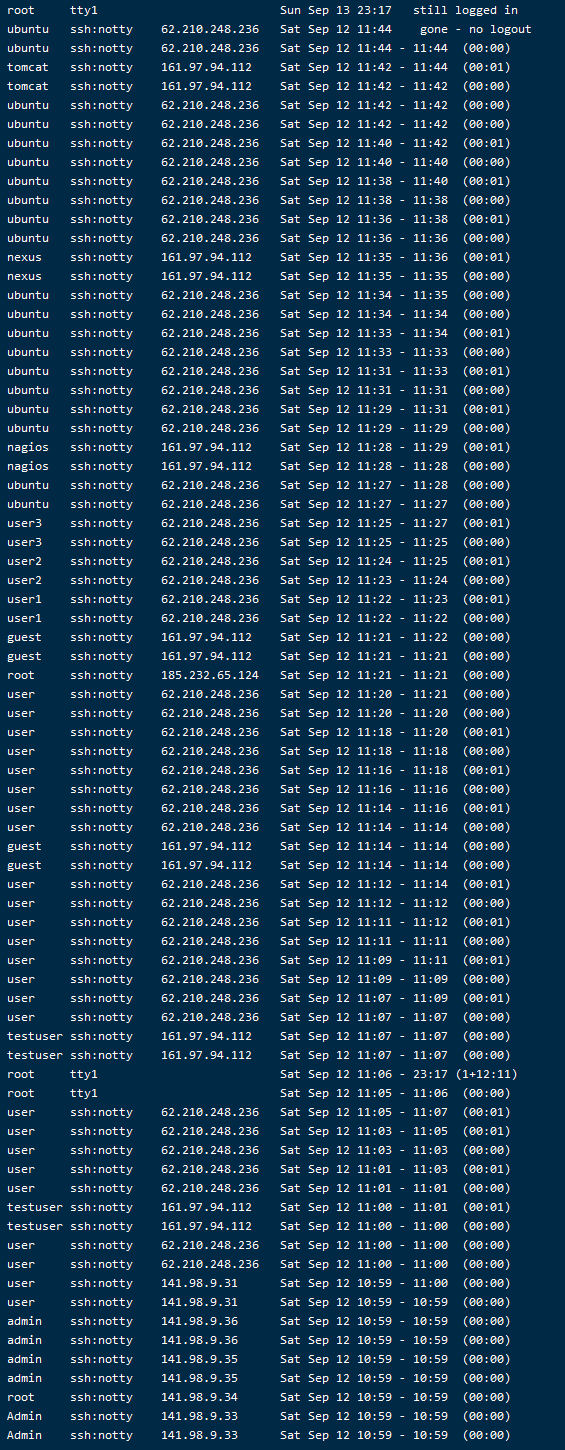 root     tty1                          Sun Sep 13 23:17   still logged in
ubuntu   ssh:notty    62.210.248.236   Sat Sep 12 11:44    gone - no logout
ubuntu   ssh:notty    62.210.248.236   Sat Sep 12 11:44 - 11:44  (00:00)
tomcat   ssh:notty    161.97.94.112    Sat Sep 12 11:42 - 11:44  (00:01)
tomcat   ssh:notty    161.97.94.112    Sat Sep 12 11:42 - 11:42  (00:00)
ubuntu   ssh:notty    62.210.248.236   Sat Sep 12 11:42 - 11:42  (00:00)
ubuntu   ssh:notty    62.210.248.236   Sat Sep 12 11:42 - 11:42  (00:00)
ubuntu   ssh:notty    62.210.248.236   Sat Sep 12 11:40 - 11:42  (00:01)
ubuntu   ssh:notty    62.210.248.236   Sat Sep 12 11:40 - 11:40  (00:00)
ubuntu   ssh:notty    62.210.248.236   Sat Sep 12 11:38 - 11:40  (00:01)
ubuntu   ssh:notty    62.210.248.236   Sat Sep 12 11:38 - 11:38  (00:00)
ubuntu   ssh:notty    62.210.248.236   Sat Sep 12 11:36 - 11:38  (00:01)
ubuntu   ssh:notty    62.210.248.236   Sat Sep 12 11:36 - 11:36  (00:00)
nexus    ssh:notty    161.97.94.112    Sat Sep 12 11:35 - 11:36  (00:01)
nexus    ssh:notty    161.97.94.112    Sat Sep 12 11:35 - 11:35  (00:00)
ubuntu   ssh:notty    62.210.248.236   Sat Sep 12 11:34 - 11:35  (00:00)
ubuntu   ssh:notty    62.210.248.236   Sat Sep 12 11:34 - 11:34  (00:00)
ubuntu   ssh:notty    62.210.248.236   Sat Sep 12 11:33 - 11:34  (00:01)
ubuntu   ssh:notty    62.210.248.236   Sat Sep 12 11:33 - 11:33  (00:00)
ubuntu   ssh:notty    62.210.248.236   Sat Sep 12 11:31 - 11:33  (00:01)
ubuntu   ssh:notty    62.210.248.236   Sat Sep 12 11:31 - 11:31  (00:00)
ubuntu   ssh:notty    62.210.248.236   Sat Sep 12 11:29 - 11:31  (00:01)
ubuntu   ssh:notty    62.210.248.236   Sat Sep 12 11:29 - 11:29  (00:00)
nagios   ssh:notty    161.97.94.112    Sat Sep 12 11:28 - 11:29  (00:01)
nagios   ssh:notty    161.97.94.112    Sat Sep 12 11:28 - 11:28  (00:00)
ubuntu   ssh:notty    62.210.248.236   Sat Sep 12 11:27 - 11:28  (00:00)
ubuntu   ssh:notty    62.210.248.236   Sat Sep 12 11:27 - 11:27  (00:00)
user3    ssh:notty    62.210.248.236   Sat Sep 12 11:25 - 11:27  (00:01)
user3    ssh:notty    62.210.248.236   Sat Sep 12 11:25 - 11:25  (00:00)
user2    ssh:notty    62.210.248.236   Sat Sep 12 11:24 - 11:25  (00:01)
user2    ssh:notty    62.210.248.236   Sat Sep 12 11:23 - 11:24  (00:00)
user1    ssh:notty    62.210.248.236   Sat Sep 12 11:22 - 11:23  (00:01)
user1    ssh:notty    62.210.248.236   Sat Sep 12 11:22 - 11:22  (00:00)
guest    ssh:notty    161.97.94.112    Sat Sep 12 11:21 - 11:22  (00:00)
guest    ssh:notty    161.97.94.112    Sat Sep 12 11:21 - 11:21  (00:00)
root     ssh:notty    185.232.65.124   Sat Sep 12 11:21 - 11:21  (00:00)
user     ssh:notty    62.210.248.236   Sat Sep 12 11:20 - 11:21  (00:00)
user     ssh:notty    62.210.248.236   Sat Sep 12 11:20 - 11:20  (00:00)
user     ssh:notty    62.210.248.236   Sat Sep 12 11:18 - 11:20  (00:01)
user     ssh:notty    62.210.248.236   Sat Sep 12 11:18 - 11:18  (00:00)
user     ssh:notty    62.210.248.236   Sat Sep 12 11:16 - 11:18  (00:01)
user     ssh:notty    62.210.248.236   Sat Sep 12 11:16 - 11:16  (00:00)
user     ssh:notty    62.210.248.236   Sat Sep 12 11:14 - 11:16  (00:01)
user     ssh:notty    62.210.248.236   Sat Sep 12 11:14 - 11:14  (00:00)
guest    ssh:notty    161.97.94.112    Sat Sep 12 11:14 - 11:14  (00:00)
guest    ssh:notty    161.97.94.112    Sat Sep 12 11:14 - 11:14  (00:00)
user     ssh:notty    62.210.248.236   Sat Sep 12 11:12 - 11:14  (00:01)
user     ssh:notty    62.210.248.236   Sat Sep 12 11:12 - 11:12  (00:00)
user     ssh:notty    62.210.248.236   Sat Sep 12 11:11 - 11:12  (00:01)
user     ssh:notty    62.210.248.236   Sat Sep 12 11:11 - 11:11  (00:00)
user     ssh:notty    62.210.248.236   Sat Sep 12 11:09 - 11:11  (00:01)
user     ssh:notty    62.210.248.236   Sat Sep 12 11:09 - 11:09  (00:00)
user     ssh:notty    62.210.248.236   Sat Sep 12 11:07 - 11:09  (00:01)
user     ssh:notty    62.210.248.236   Sat Sep 12 11:07 - 11:07  (00:00)
testuser ssh:notty    161.97.94.112    Sat Sep 12 11:07 - 11:07  (00:00)
testuser ssh:notty    161.97.94.112    Sat Sep 12 11:07 - 11:07  (00:00)
root     tty1                          Sat Sep 12 11:06 - 23:17 (1+12:11)
root     tty1                          Sat Sep 12 11:05 - 11:06  (00:00)
user     ssh:notty    62.210.248.236   Sat Sep 12 11:05 - 11:07  (00:01)
user     ssh:notty    62.210.248.236   Sat Sep 12 11:03 - 11:05  (00:01)
user     ssh:notty    62.210.248.236   Sat Sep 12 11:03 - 11:03  (00:00)
user     ssh:notty    62.210.248.236   Sat Sep 12 11:01 - 11:03  (00:01)
user     ssh:notty    62.210.248.236   Sat Sep 12 11:01 - 11:01  (00:00)
testuser ssh:notty    161.97.94.112    Sat Sep 12 11:00 - 11:01  (00:01)
testuser ssh:notty    161.97.94.112    Sat Sep 12 11:00 - 11:00  (00:00)
user     ssh:notty    62.210.248.236   Sat Sep 12 11:00 - 11:00  (00:00)
user     ssh:notty    62.210.248.236   Sat Sep 12 11:00 - 11:00  (00:00)
user     ssh:notty    141.98.9.31      Sat Sep 12 10:59 - 11:00  (00:00)
user     ssh:notty    141.98.9.31      Sat Sep 12 10:59 - 10:59  (00:00)
admin    ssh:notty    141.98.9.36      Sat Sep 12 10:59 - 10:59  (00:00)
admin    ssh:notty    141.98.9.36      Sat Sep 12 10:59 - 10:59  (00:00)
admin    ssh:notty    141.98.9.35      Sat Sep 12 10:59 - 10:59  (00:00)
admin    ssh:notty    141.98.9.35      Sat Sep 12 10:59 - 10:59  (00:00)
root     ssh:notty    141.98.9.34      Sat Sep 12 10:59 - 10:59  (00:00)
Admin    ssh:notty    141.98.9.33      Sat Sep 12 10:59 - 10:59  (00:00)
Admin    ssh:notty    141.98.9.33      Sat Sep 12 10:59 - 10:59  (00:00)